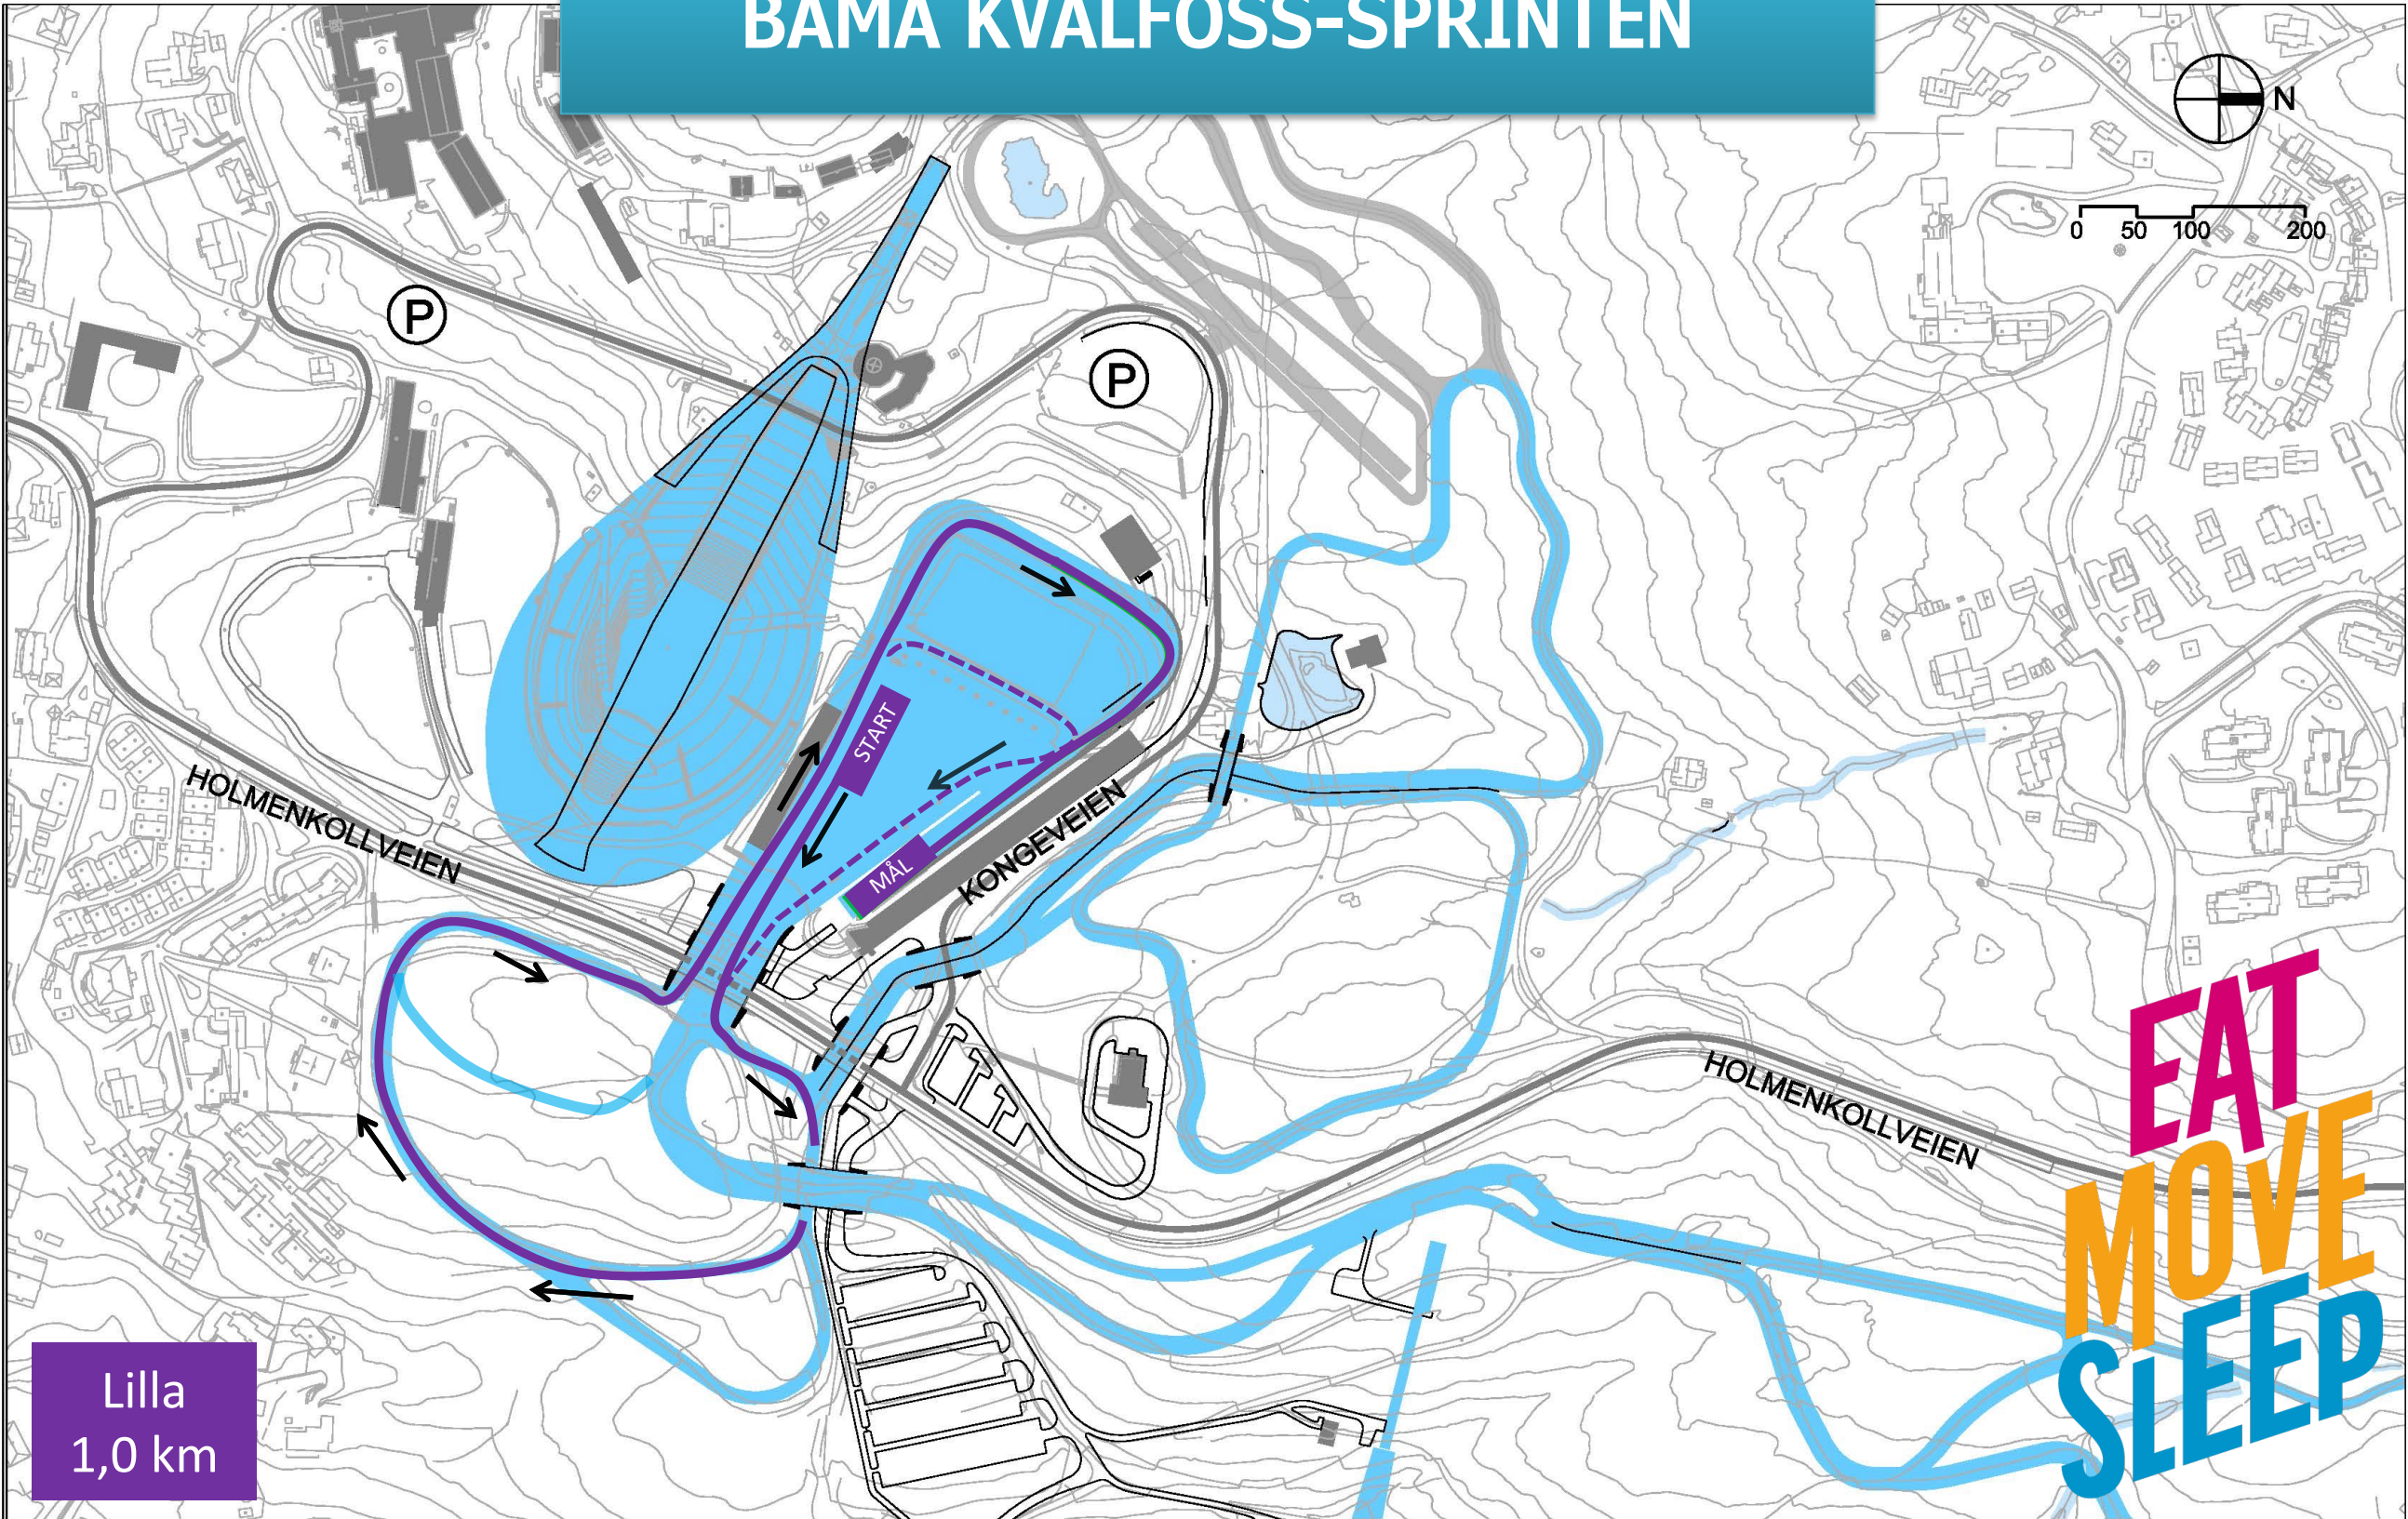 BAMA KVALFOSS-SPRINTEN
N
0 50 100 200
P
P
START
MÅL
HOLMENKOLLVEIEN
KONGEVEIEN
HOLMENKOLLVEIEN
EAT
MOVE
SLEEP
Lilla
1,0 km